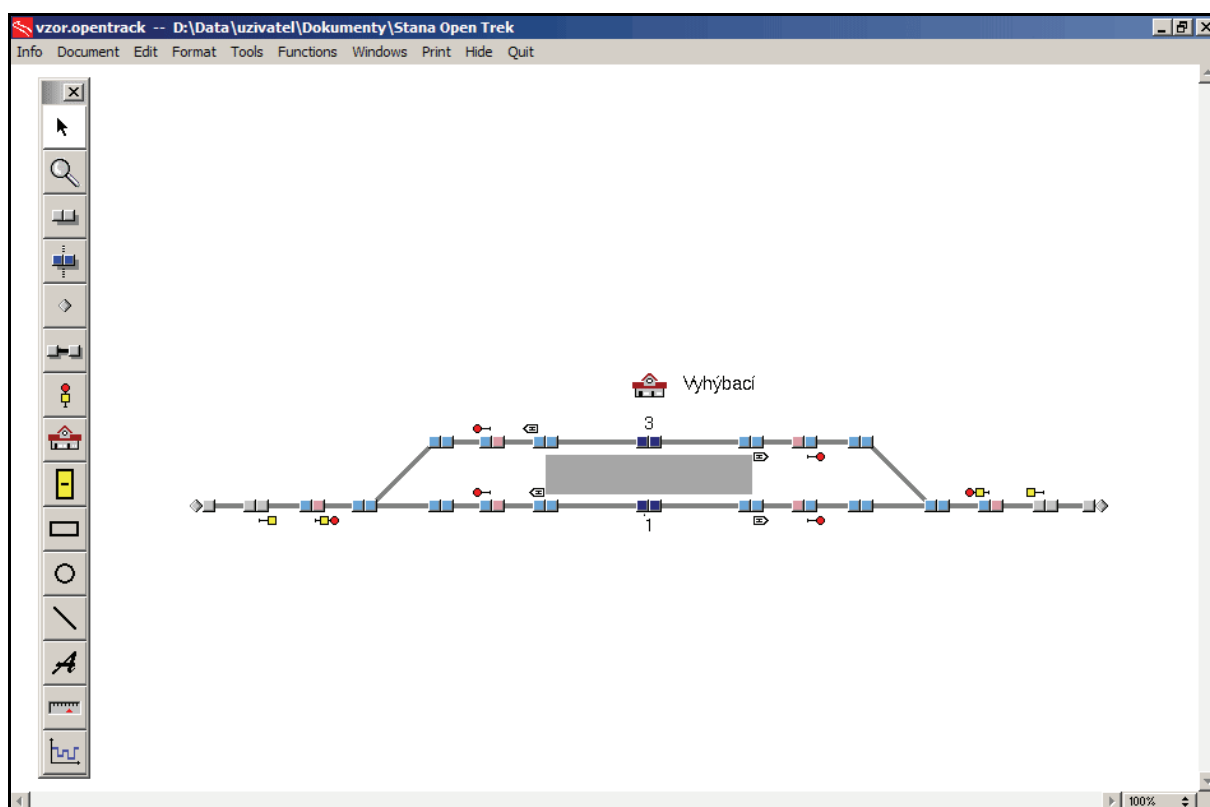 vzor.opentrack -- D:\Data\uzivatel\Dokumenty\Stana Open Trek
Info Document Edit Format Tools Functions Windows Print Hide Quit
Vyhýbací
3
1
100%